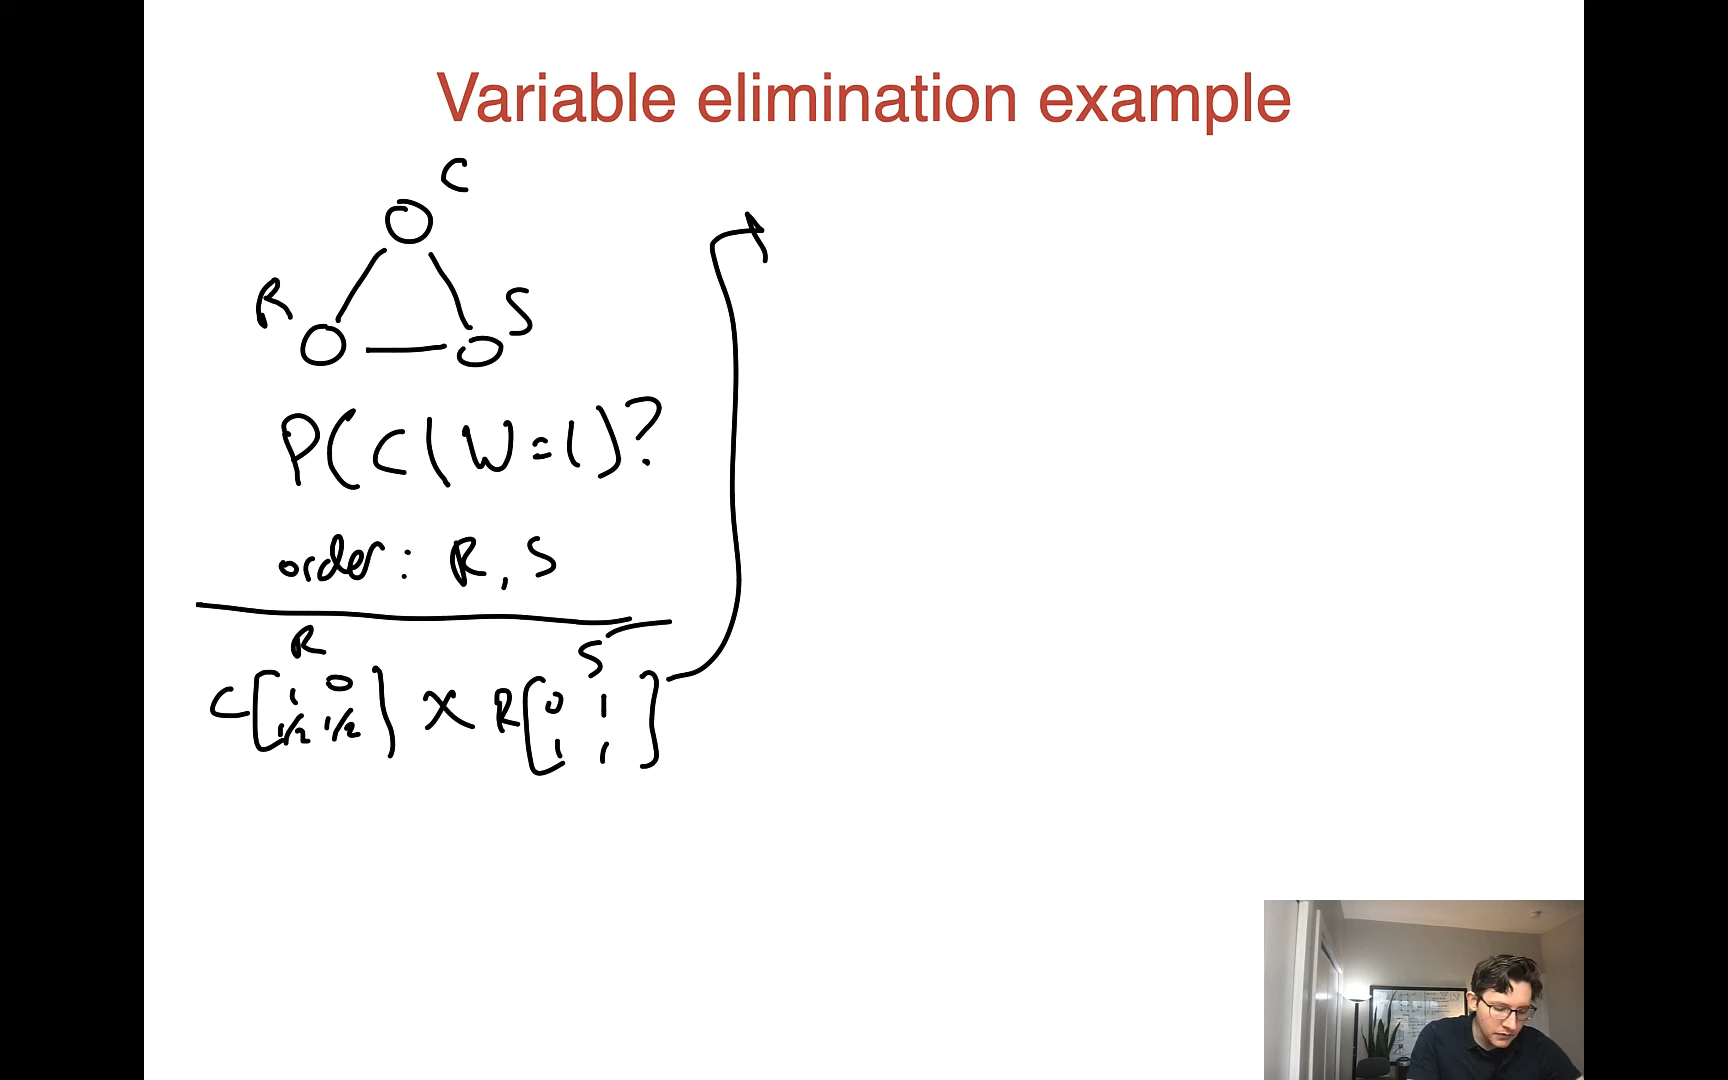 Variable elimination example
C
R
S
P(C|W=1)?
order: R, S
R S
C[1 0 ] X R[0 1 ]
1/2 1/2 1 1